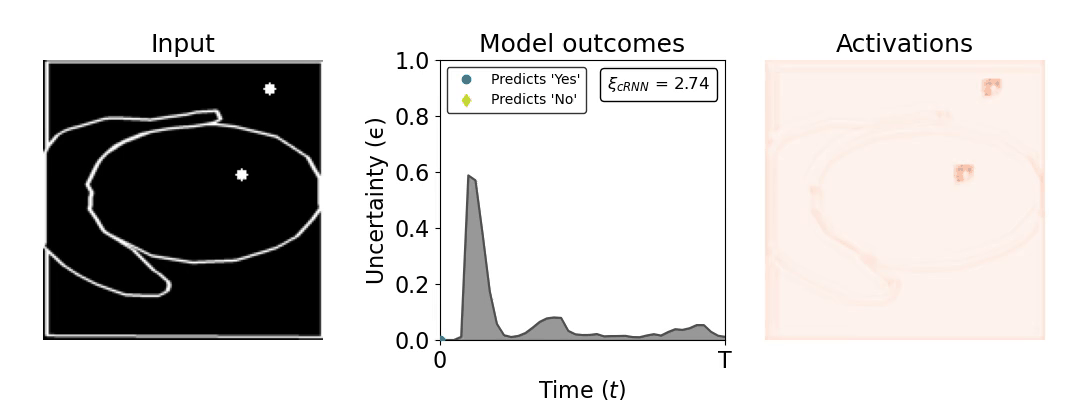 Input
Model outcomes
Activations
Uncertainty (ϵ)
1.0
0.8
0.6
0.4
0.2
0.0
Predicts 'Yes'
Predicts 'No'
ξcRNN = 2.74
0
T
Time (t)